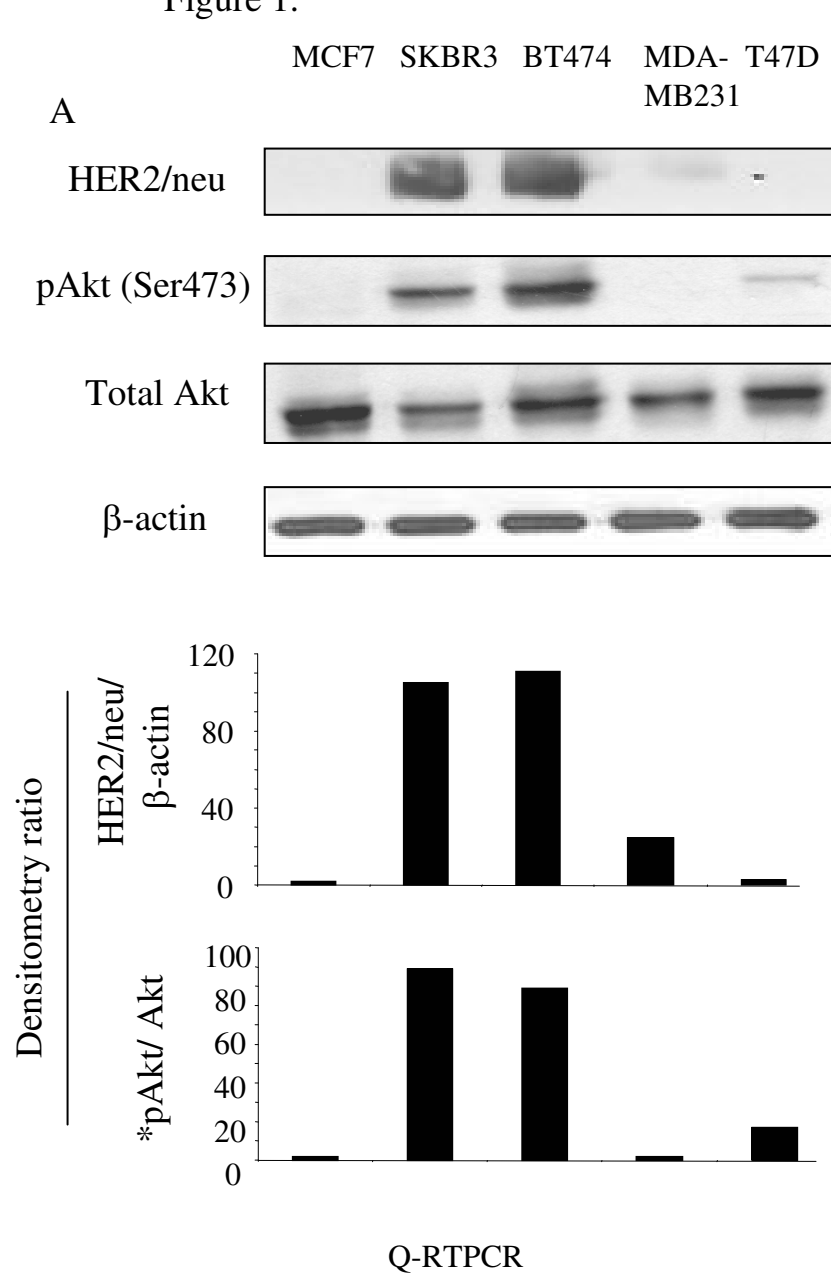 Figure 1.
MCF7 SKBR3 BT474 MDA- T47D
MB231
A
HER2/neu
pAkt (Ser473)
Total Akt
β-actin
Densitometry ratio
HER2/neu/
β-actin
120
80
40
0
*pAkt/ Akt
100
80
60
40
20
0
Q-RTPCR